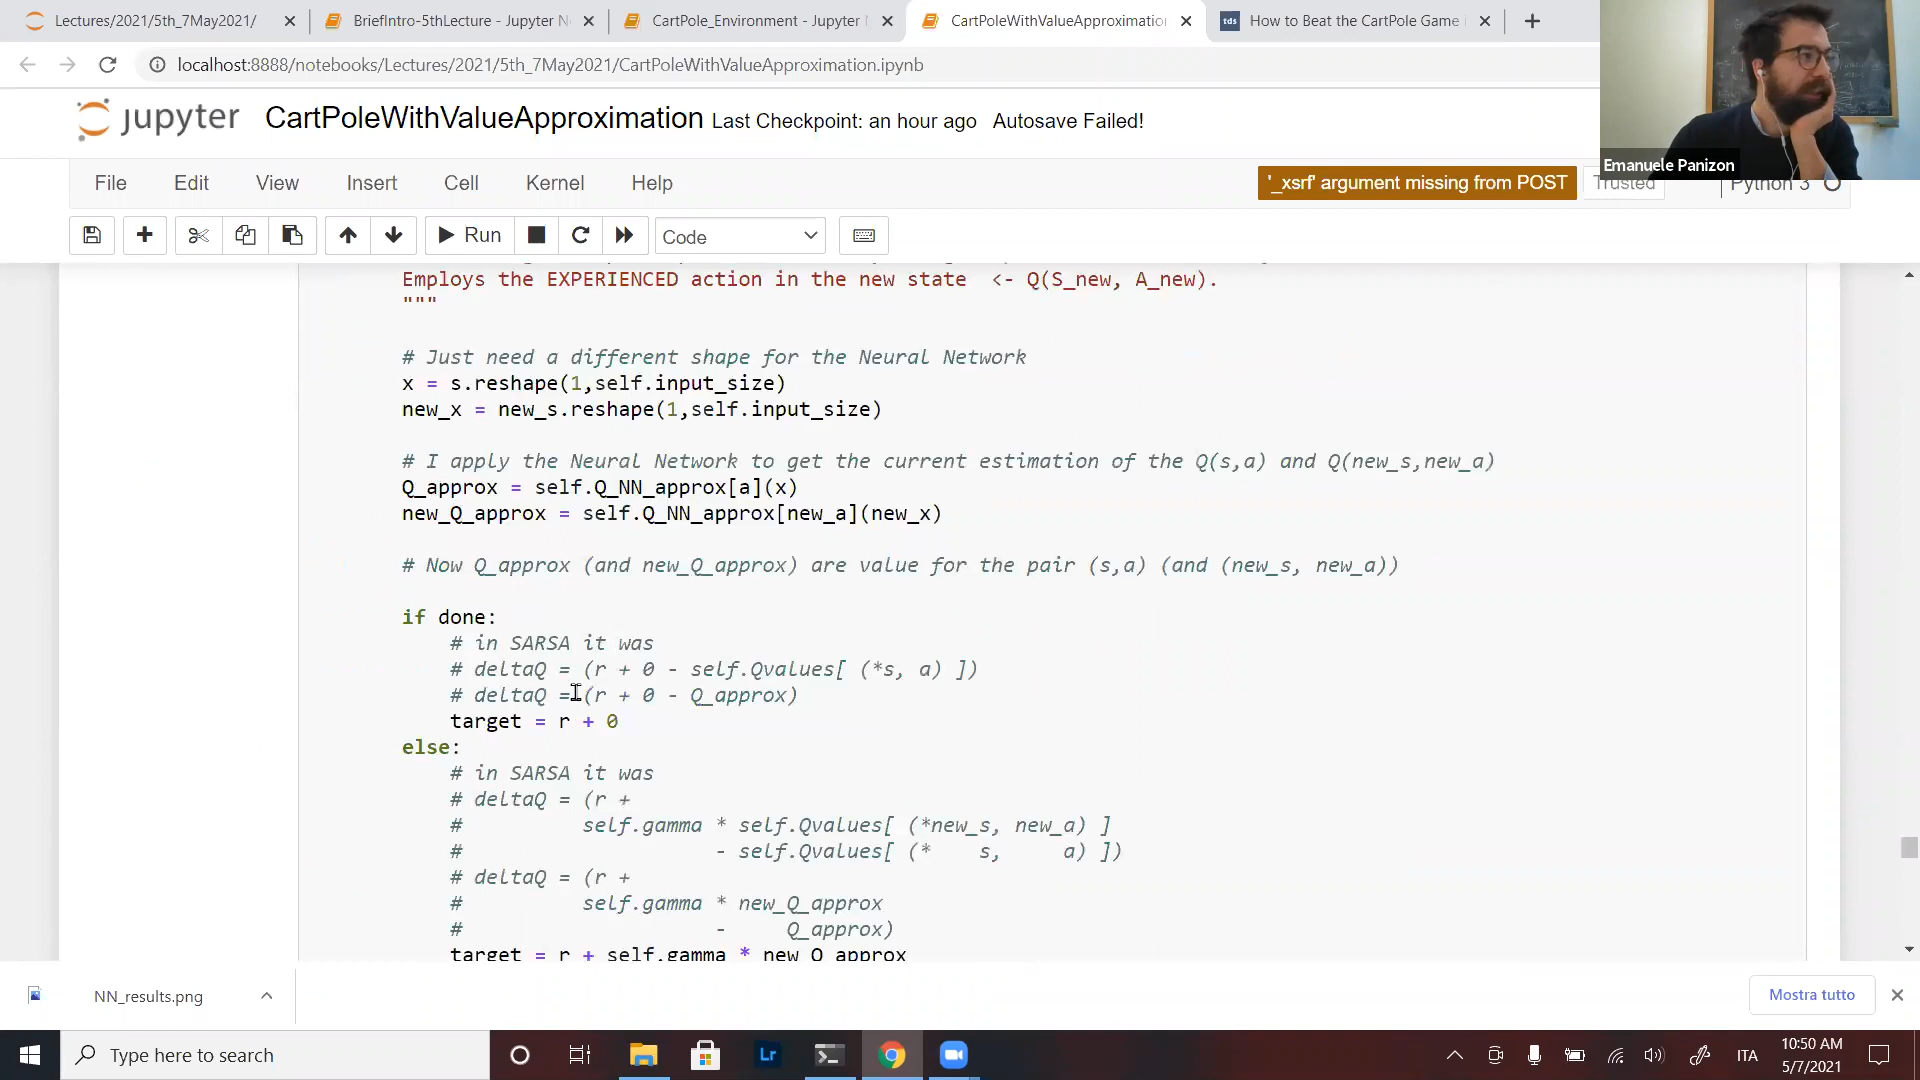 Lectures/2021/5th_7May2021/
BriefIntro-5thLecture - Jupyter N
CartPole_Environment - Jupyter
CartPoleWithValueApproximation
tds How to Beat the CartPole Game i
localhost:8888/notebooks/Lectures/2021/5th_7May2021/CartPoleWithValueApproximation.ipynb
jupyter CartPoleWithValueApproximation Last Checkpoint: an hour ago Autosave Failed!
Emanuele Panizon
File Edit View Insert Cell Kernel Help '_xsrf' argument missing from POST Trusted Python 3
Run Code
Employs the EXPERIENCED action in the new state <- Q(S_new, A_new).
"""
# Just need a different shape for the Neural Network
x = s.reshape(1,self.input_size)
new_x = new_s.reshape(1,self.input_size)
# I apply the Neural Network to get the current estimation of the Q(s,a) and Q(new_s,new_a)
Q_approx = self.Q_NN_approx[a](x)
new_Q_approx = self.Q_NN_approx[new_a](new_x)
# Now Q_approx (and new_Q_approx) are value for the pair (s,a) (and (new_s, new_a))
if done:
# in SARSA it was
# deltaQ = (r + 0 - self.Qvalues[ (*s, a) ])
# deltaQ = (r + 0 - Q_approx)
target = r + 0
else:
# in SARSA it was
# deltaQ = (r +
# self.gamma * self.Qvalues[ (*new_s, new_a) ]
# - self.Qvalues[ (* s, a) ])
# deltaQ = (r +
# self.gamma * new_Q_approx
# - Q_approx)
target = r + self.gamma * new_Q_approx
NN_results.png
Mostra tutto
Type here to search
Lr
ITA
10:50 AM
5/7/2021